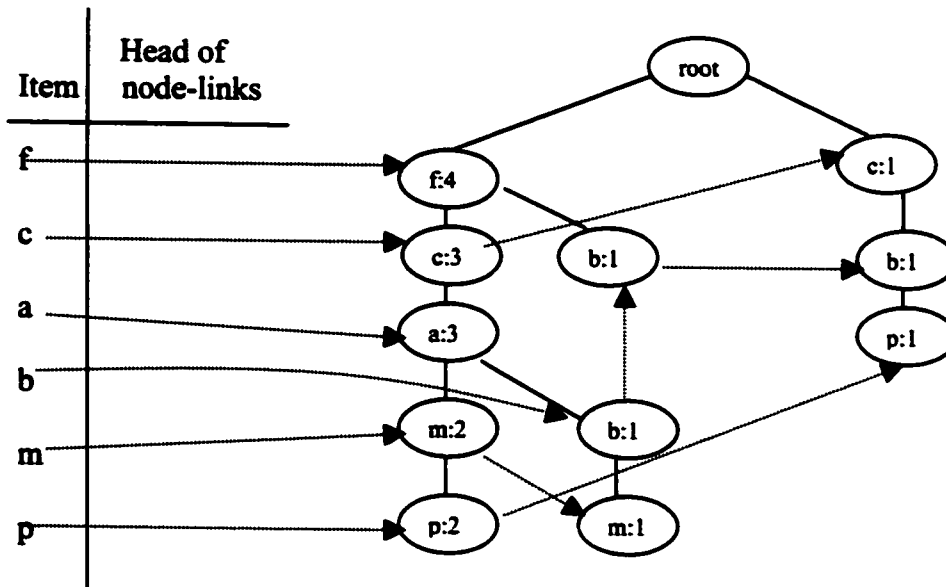 Item
Head of
node-links
root
f
f:4
c:1
c
c:3
b:1
b:1
a
a:3
p:1
b
m
m:2
b:1
p
p:2
m:1